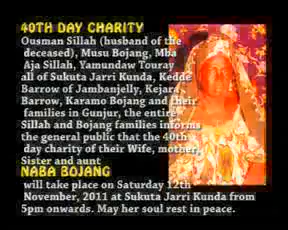 40TH DAY CHARITY
Ousman Sillah (husband of the
deceased), Musu Bojang, Mba
Aja Sillah, Yamundaw Touray
all of Sukuta Jarri Kunda, Kedde
Barrow of Jambanjelly, Kejara
Barrow, Karamo Bojang and their
families in Gunjur, the entire
Sillah and Bojang families informs
the general public that the 40th
day charity of their Wife, mother,
Sister and aunt
NABA BOJANG
will take place on Saturday 12th
November, 2011 at Sukuta Jarri Kunda from
5pm onwards. May her soul rest in peace.